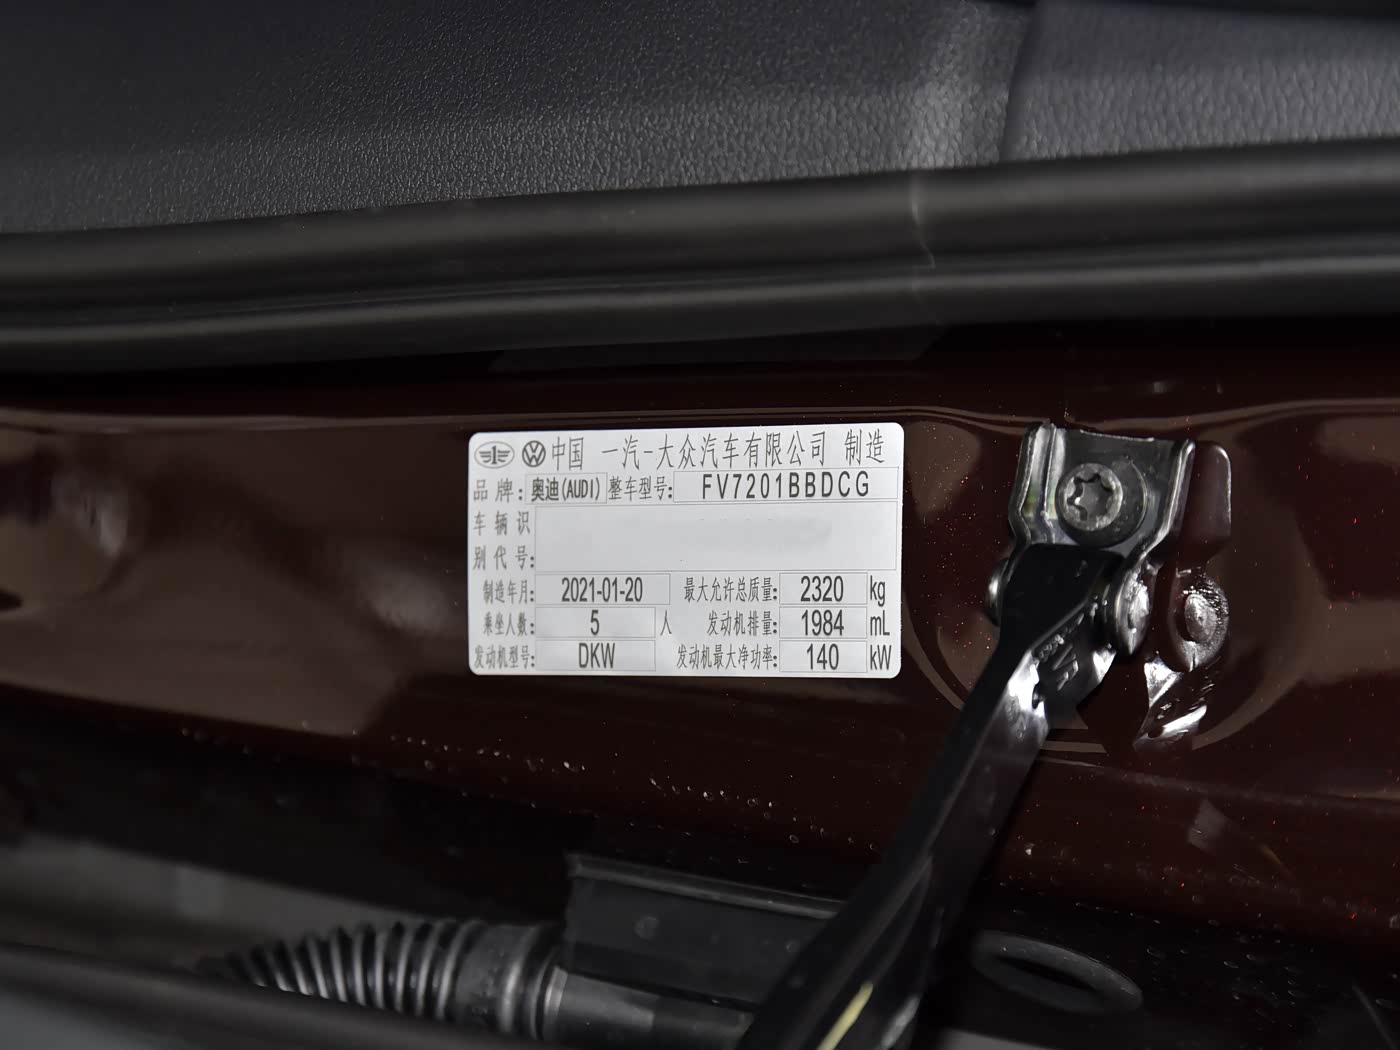 中国 一汽-大众汽车有限公司 制造
品牌: 奥迪(AUDI) 整车型号: FV7201BBDCG
车辆识
别代号:
制造年月: 2021-01-20 最大允许总质量: 2320 kg
乘坐人数: 5 人 发动机排量: 1984 mL
发动机型号: DKW 发动机最大净功率: 140 kW